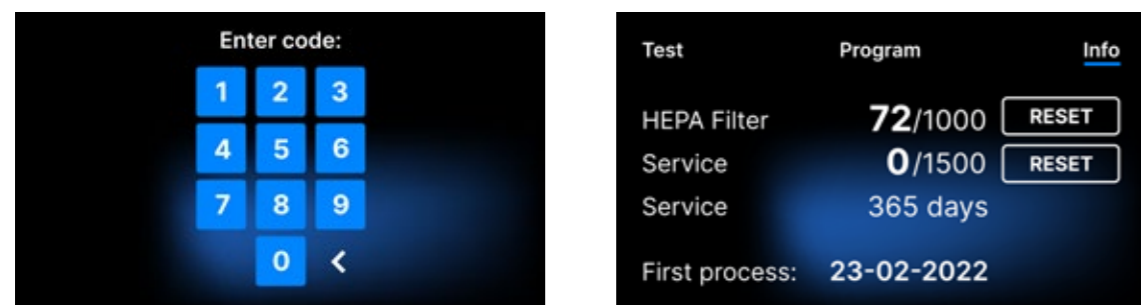 Enter code:
1 2 3
4 5 6
7 8 9
0 <
Test Program Info
HEPA Filter 72/1000 RESET
Service 0/1500 RESET
Service 365 days
First process: 23-02-2022